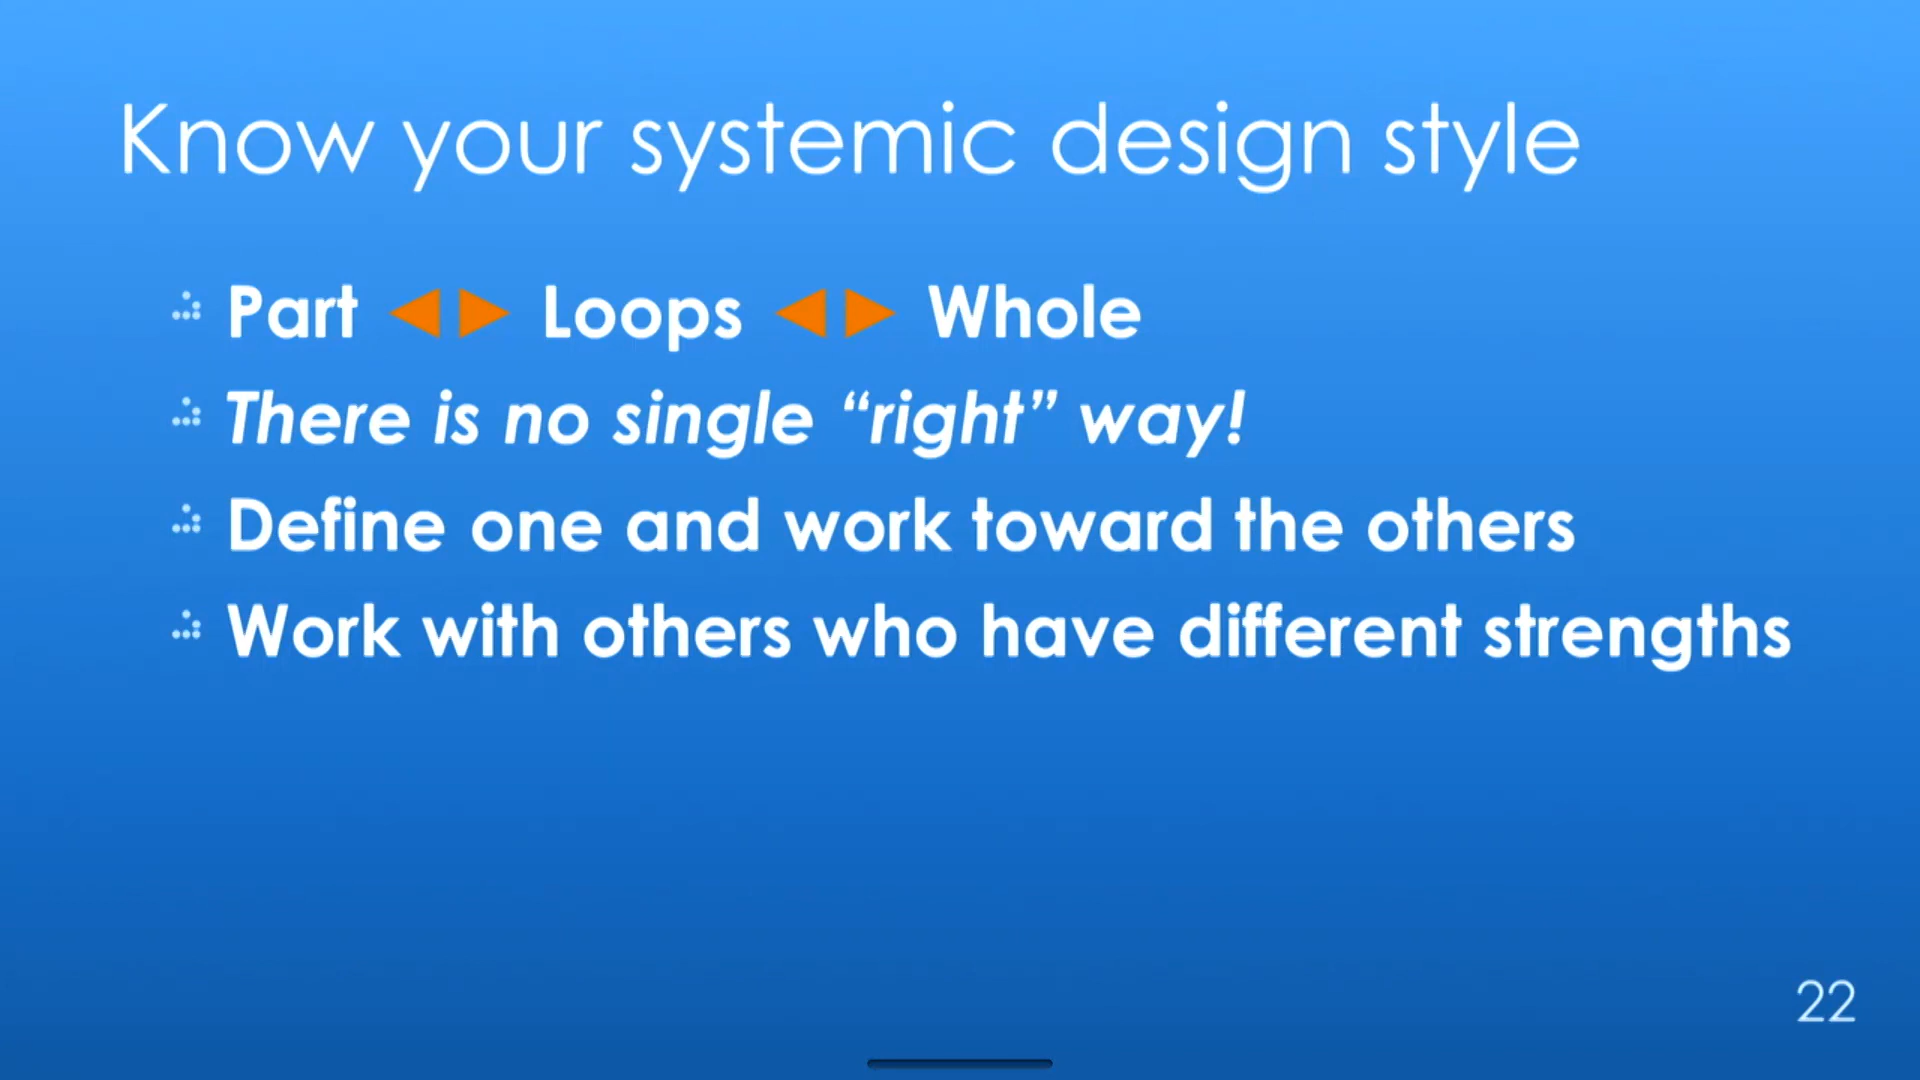 Know your systemic design style
Part ◀▶ Loops ◀▶ Whole
There is no single “right” way!
Define one and work toward the others
Work with others who have different strengths
22